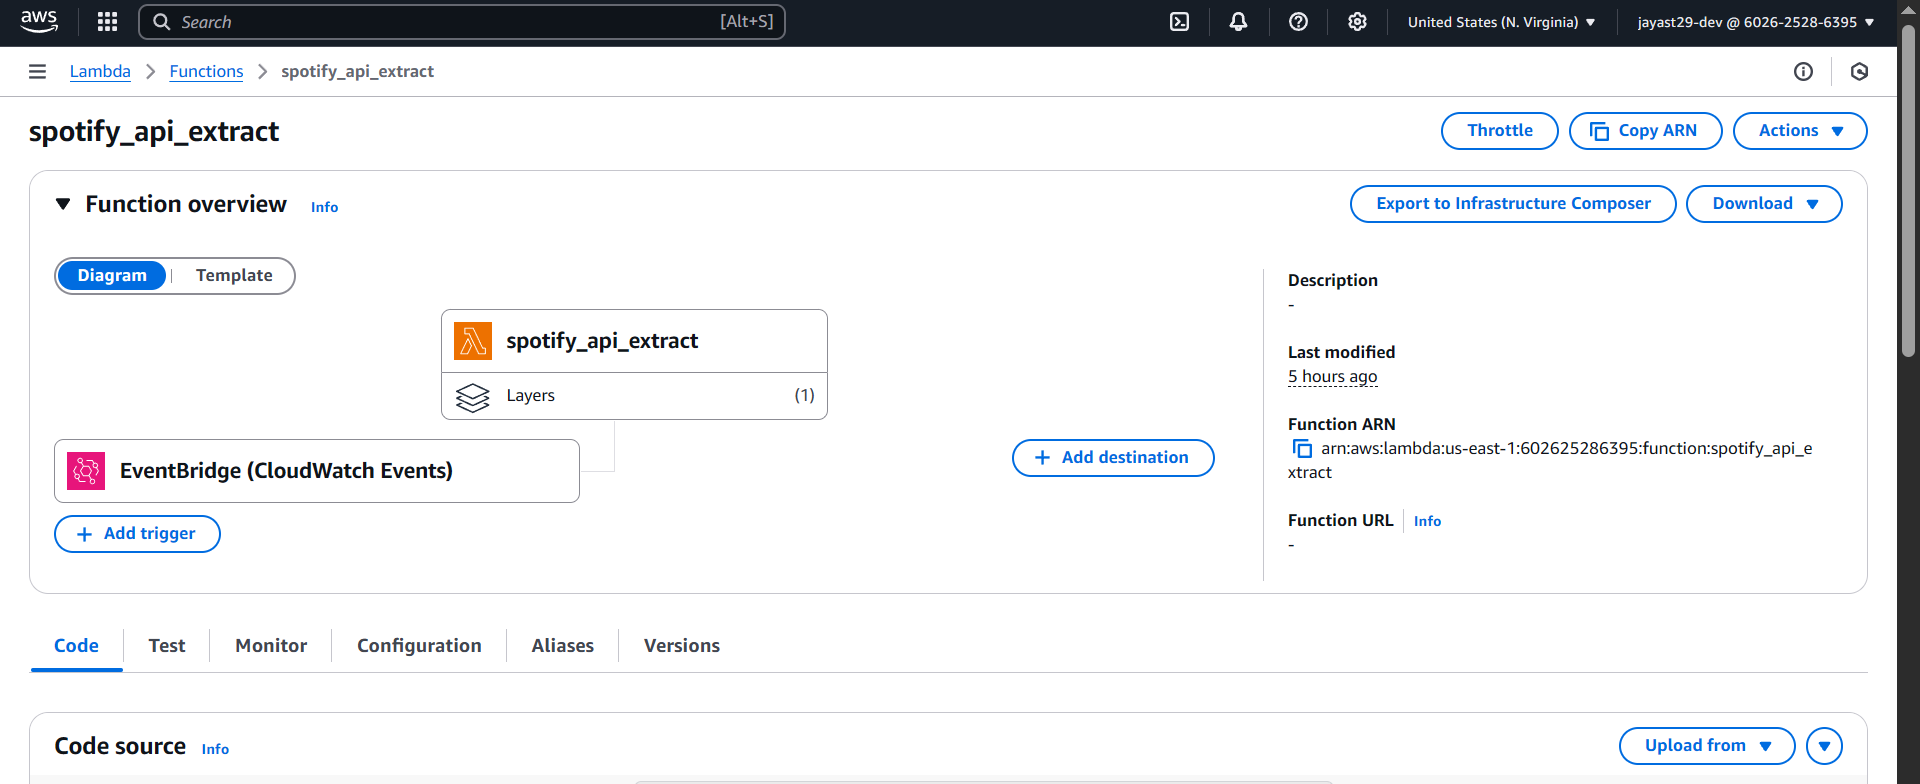 aws
Search [Alt+S]
United States (N. Virginia)
jayast29-dev @ 6026-2528-6395
Lambda
Functions
spotify_api_extract
spotify_api_extract
Throttle
Copy ARN
Actions
Function overview Info
Export to Infrastructure Composer
Download
Diagram
Template
spotify_api_extract
Layers (1)
EventBridge (CloudWatch Events)
Add trigger
Add destination
Description
-
Last modified
5 hours ago
Function ARN
arn:aws:lambda:us-east-1:602625286395:function:spotify_api_e
xtract
Function URL Info
-
Code
Test
Monitor
Configuration
Aliases
Versions
Code source Info
Upload from